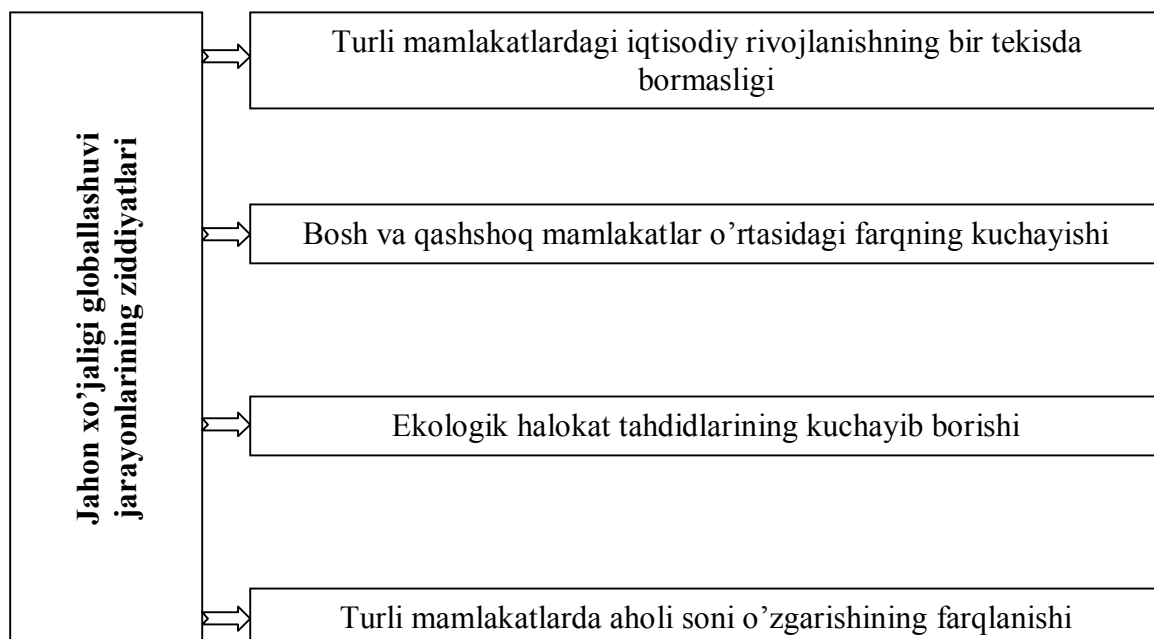 Jahon xo’jaligi globallashuvi
jarayonlarining ziddiyatlari
Turli mamlakatlardagi iqtisodiy rivojlanishning bir tekisda
bormasligi
Bosh va qashshoq mamlakatlar o’rtasidagi farqning kuchayishi
Ekologik halokat tahdidlarining kuchayib borishi
Turli mamlakatlarda aholi soni o’zgarishining farqlanishi